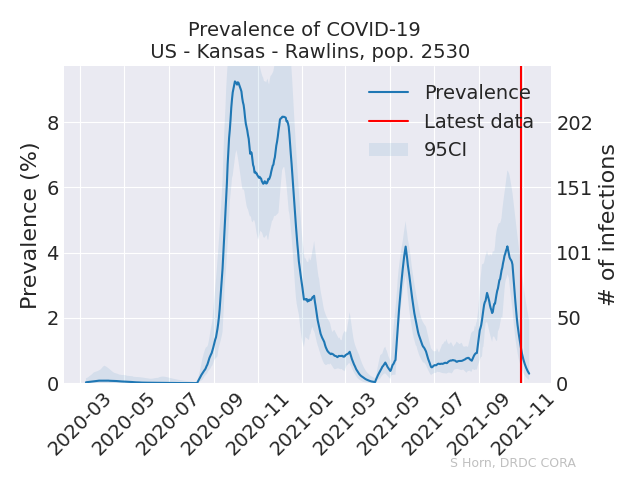 Prevalence of COVID-19
US - Kansas - Rawlins, pop. 2530
Prevalence (%)
8
6
4
2
0
Prevalence
Latest data
95CI
202
151
101
50
0
# of infections
2020-03
2020-05
2020-07
2020-09
2020-11
2021-01
2021-03
2021-05
2021-07
2021-09
2021-11
S Horn, DRDC CORA